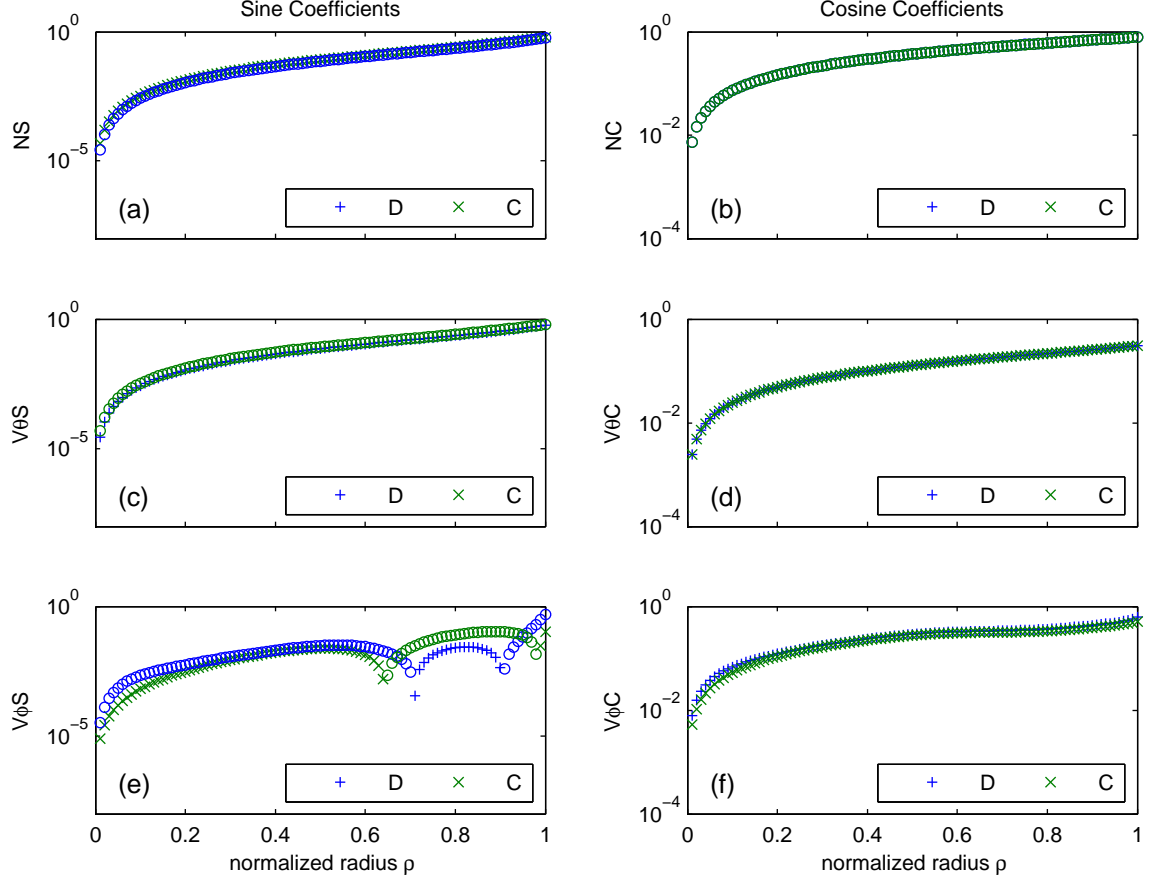 Sine Coefficients
Cosine Coefficients
10^0
10^-5
NS
(a)
+ D × C
10^0
10^-2
10^-4
NC
(b)
+ D × C
10^0
10^-5
VθS
(c)
+ D × C
10^0
10^-2
10^-4
VθC
(d)
+ D × C
10^0
10^-5
VϕS
(e)
+ D × C
0 0.2 0.4 0.6 0.8 1
normalized radius ρ
10^0
10^-2
10^-4
VϕC
(f)
+ D × C
0 0.2 0.4 0.6 0.8 1
normalized radius ρ